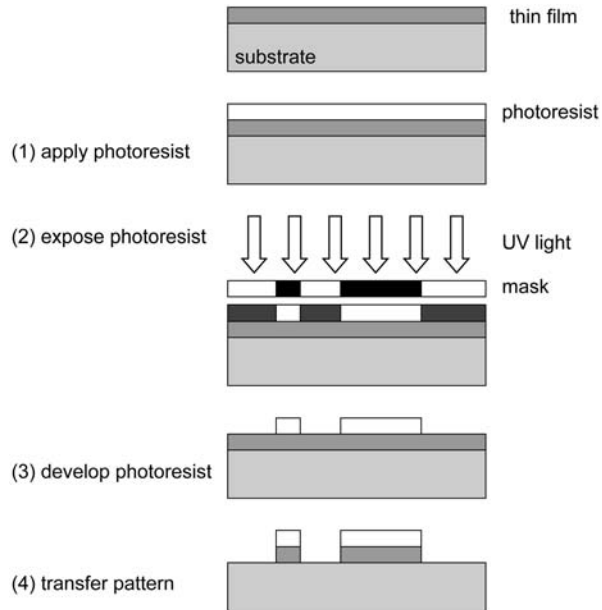 thin film
substrate
photoresist
(1) apply photoresist
(2) expose photoresist
UV light
mask
(3) develop photoresist
(4) transfer pattern